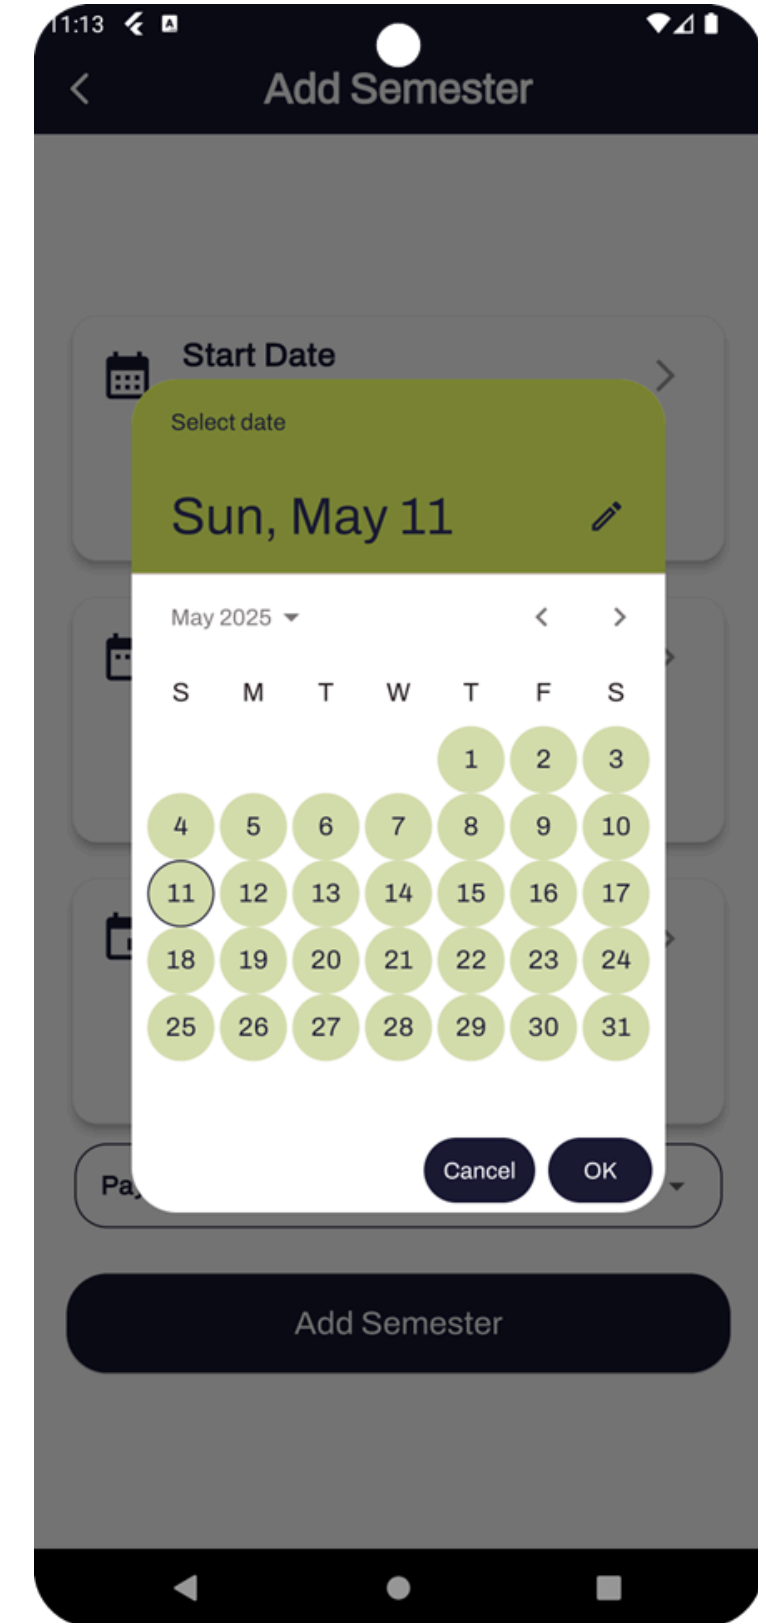 11:13
Add Semester
Start Date
Select date
Sun, May 11
May 2025
S M T W T F S
1 2 3
4 5 6 7 8 9 10
11 12 13 14 15 16 17
18 19 20 21 22 23 24
25 26 27 28 29 30 31
Cancel OK
Add Semester